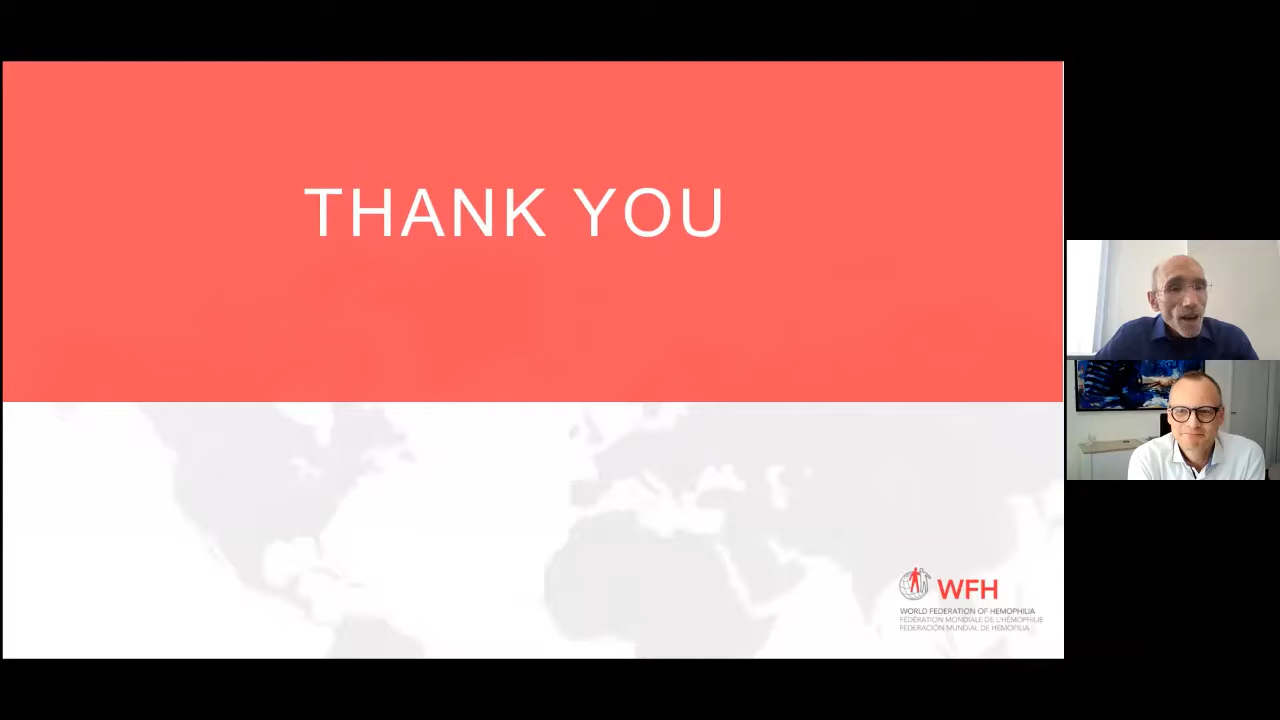 THANK YOU
WFH
WORLD FEDERATION OF HEMOPHILIA
FÉDÉRATION MONDIALE DE L'HÉMOPHILIE
FEDERACIÓN MUNDIAL DE HEMOFILIA